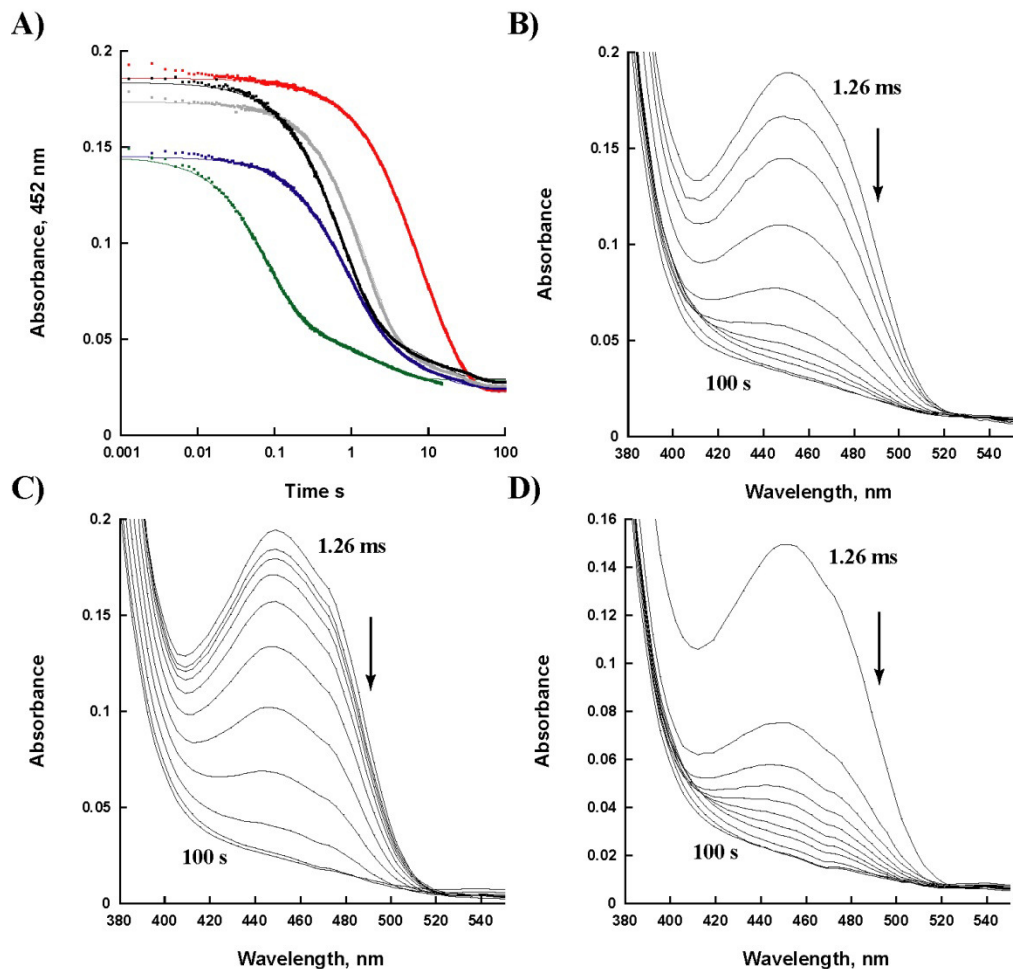 A)
Absorbance, 452 nm
0.2
0.15
0.1
0.05
0
0.001 0.01 0.1 1 10 100
Time s
B)
Absorbance
0.2
0.15
0.1
0.05
0
1.26 ms
100 s
380 400 420 440 460 480 500 520 540
Wavelength, nm
C)
Absorbance
0.2
0.15
0.1
0.05
0
1.26 ms
100 s
380 400 420 440 460 480 500 520 540
Wavelength, nm
D)
Absorbance
0.16
0.14
0.12
0.1
0.08
0.06
0.04
0.02
0
1.26 ms
100 s
380 400 420 440 460 480 500 520 540
Wavelength, nm